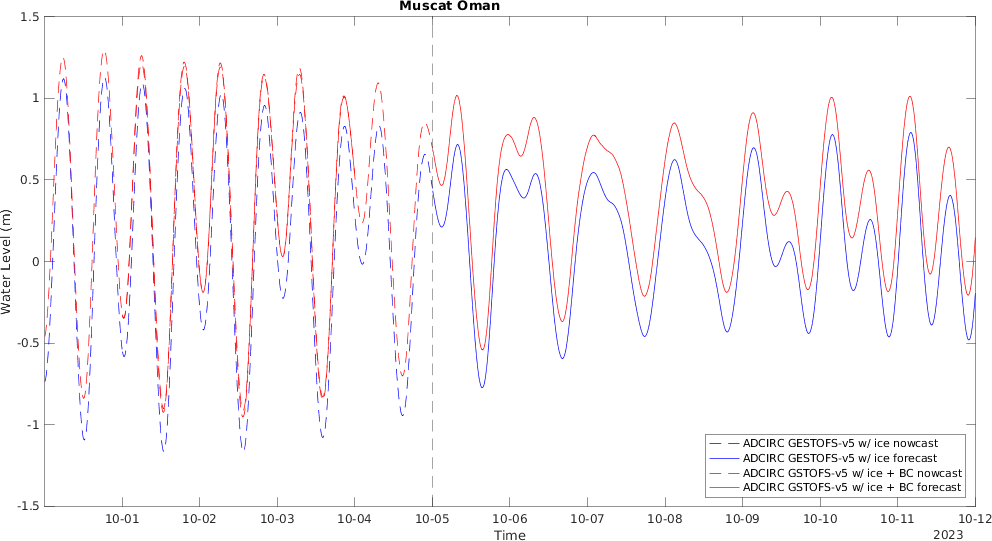 Muscat Oman
1.5
1
0.5
0
-0.5
-1
-1.5
Water Level (m)
ADCIRC GESTOFS-v5 w/ ice nowcast
ADCIRC GESTOFS-v5 w/ ice forecast
ADCIRC GSTOFS-v5 w/ ice + BC nowcast
ADCIRC GSTOFS-v5 w/ ice + BC forecast
10-01 10-02 10-03 10-04 10-05 10-06 10-07 10-08 10-09 10-10 10-11 10-12
Time
2023